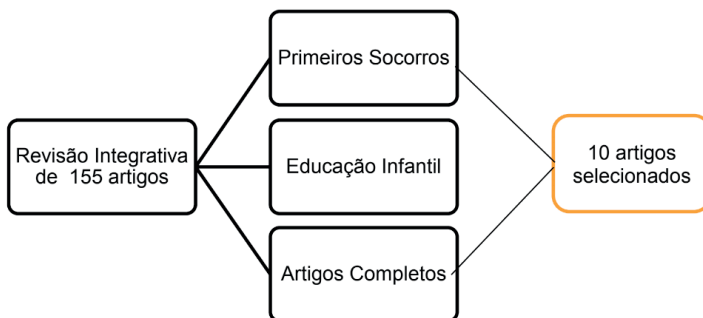 Primeiros Socorros
Revisão Integrativa
de 155 artigos
Educação Infantil
10 artigos
selecionados
Artigos Completos